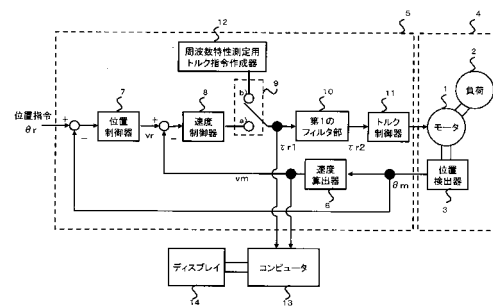 12
5
4
周波数特性測定用
トルク指令作成器
2
負荷
b)
9
7
8
10
11
1
位置指令
θr
+
−
位置
制御器
vr
+
−
速度
制御器
a)
τr1
第1の
フィルタ部
τr2
トルク
制御器
モータ
vm
速度
算出器
6
θm
位置
検出器
3
ディスプレイ
14
コンピュータ
13